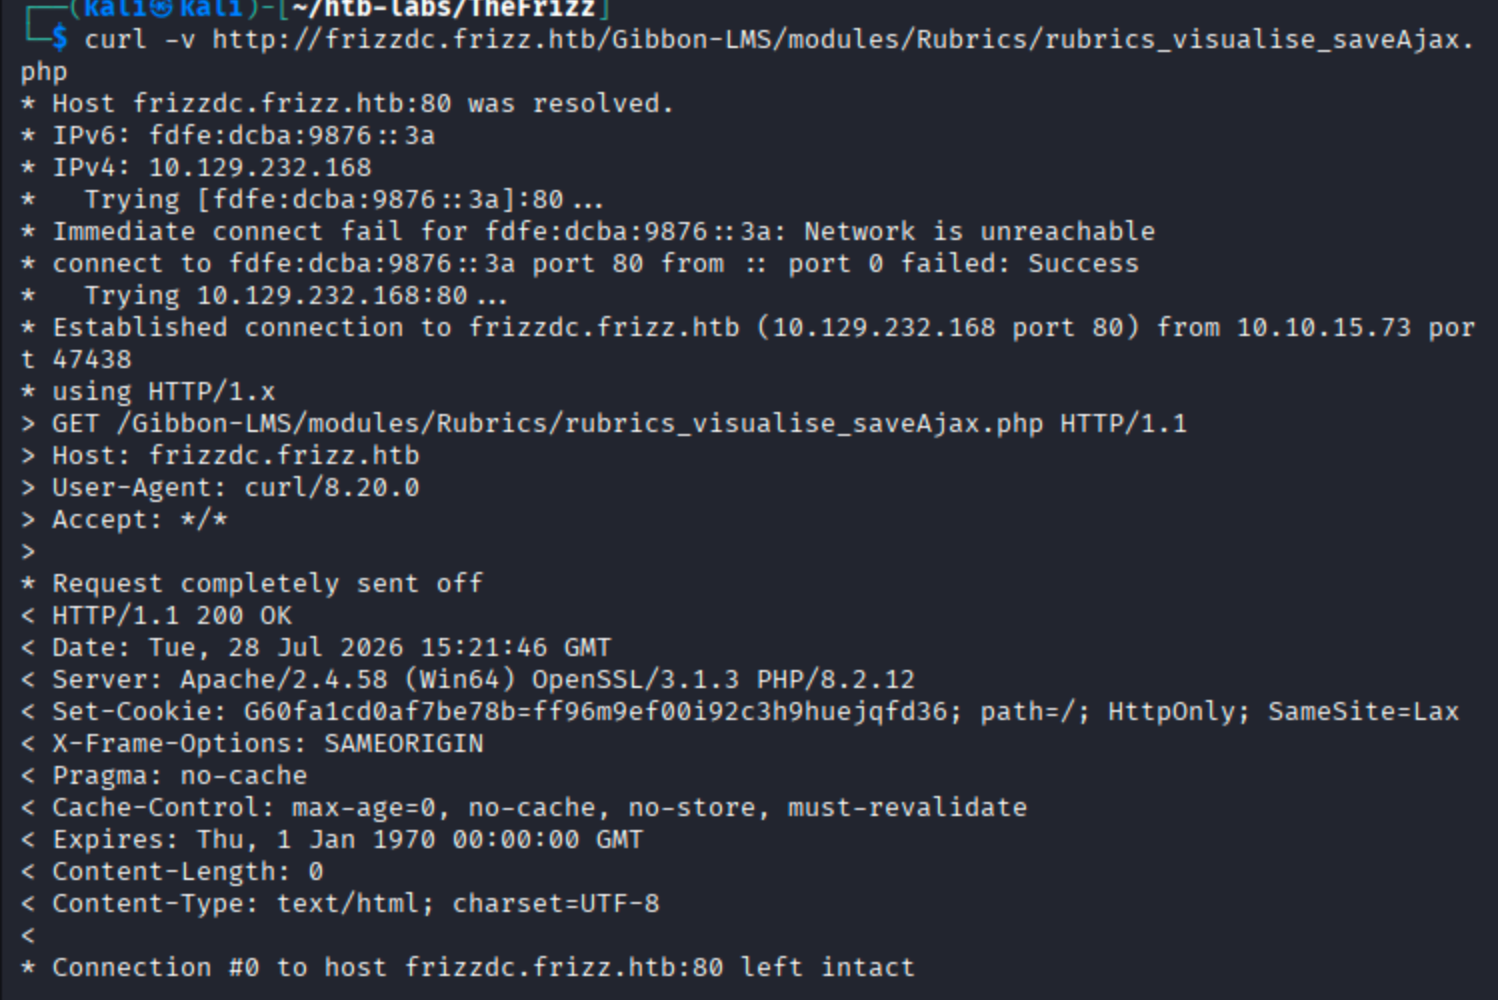 ┌──(kali㉿kali)-[~/htb-labs/TheFrizz]
└─$ curl -v http://frizzdc.frizz.htb/Gibbon-LMS/modules/Rubrics/rubrics_visualise_saveAjax.
php
* Host frizzdc.frizz.htb:80 was resolved.
* IPv6: fdfe:dcba:9876::3a
* IPv4: 10.129.232.168
*   Trying [fdfe:dcba:9876::3a]:80...
* Immediate connect fail for fdfe:dcba:9876::3a: Network is unreachable
* connect to fdfe:dcba:9876::3a port 80 from :: port 0 failed: Success
*   Trying 10.129.232.168:80...
* Established connection to frizzdc.frizz.htb (10.129.232.168 port 80) from 10.10.15.73 por
t 47438
* using HTTP/1.x
> GET /Gibbon-LMS/modules/Rubrics/rubrics_visualise_saveAjax.php HTTP/1.1
> Host: frizzdc.frizz.htb
> User-Agent: curl/8.20.0
> Accept: */*
>
* Request completely sent off
< HTTP/1.1 200 OK
< Date: Tue, 28 Jul 2026 15:21:46 GMT
< Server: Apache/2.4.58 (Win64) OpenSSL/3.1.3 PHP/8.2.12
< Set-Cookie: G60fa1cd0af7be78b=ff96m9ef00i92c3h9huejqfd36; path=/; HttpOnly; SameSite=Lax
< X-Frame-Options: SAMEORIGIN
< Pragma: no-cache
< Cache-Control: max-age=0, no-cache, no-store, must-revalidate
< Expires: Thu, 1 Jan 1970 00:00:00 GMT
< Content-Length: 0
< Content-Type: text/html; charset=UTF-8
<
* Connection #0 to host frizzdc.frizz.htb:80 left intact